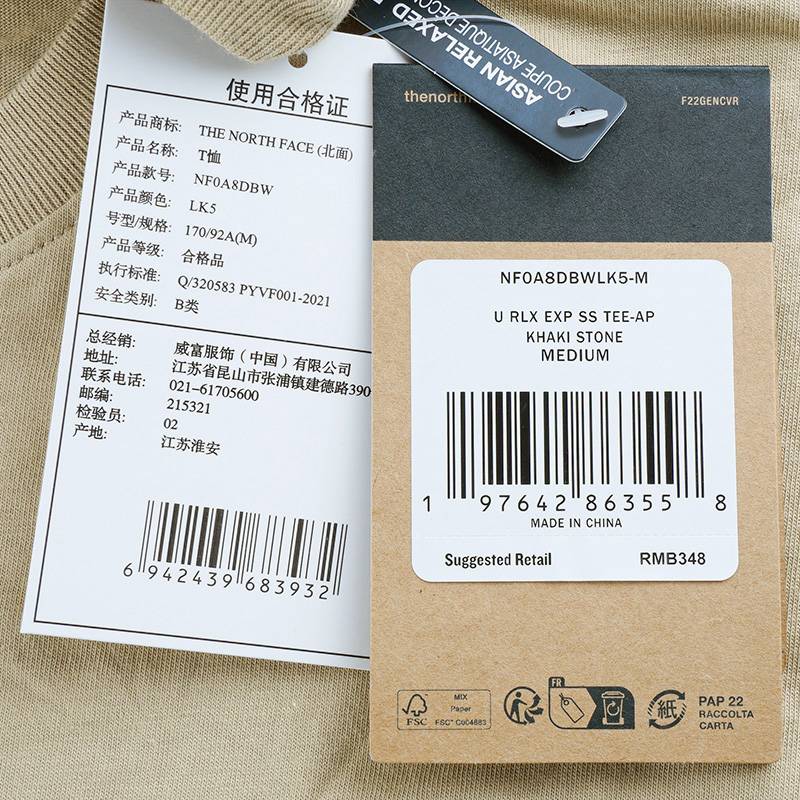 使用合格证
产品商标: THE NORTH FACE (北面)
产品名称: T恤
产品款号: NF0A8DBW
产品颜色: LK5
号型/规格: 170/92A(M)
产品等级: 合格品
执行标准: Q/320583 PYVF001-2021
安全类别: B类
总经销: 威富服饰（中国）有限公司
地址: 江苏省昆山市张浦镇建德路390
联系电话: 021-61705600
邮编: 215321
检验员: 02
产地: 江苏淮安
6 942439 683932
ASIAN RELAXED
COUPE ASIATIQUE DÉCO
thenorth
F22GENCVR
NF0A8DBWLK5-M
U RLX EXP SS TEE-AP
KHAKI STONE
MEDIUM
1 97642 86355 8
MADE IN CHINA
Suggested Retail RMB348
FSC
MIX
Paper
FSC® C004883
FR
紙
PAP 22
RACCOLTA
CARTA